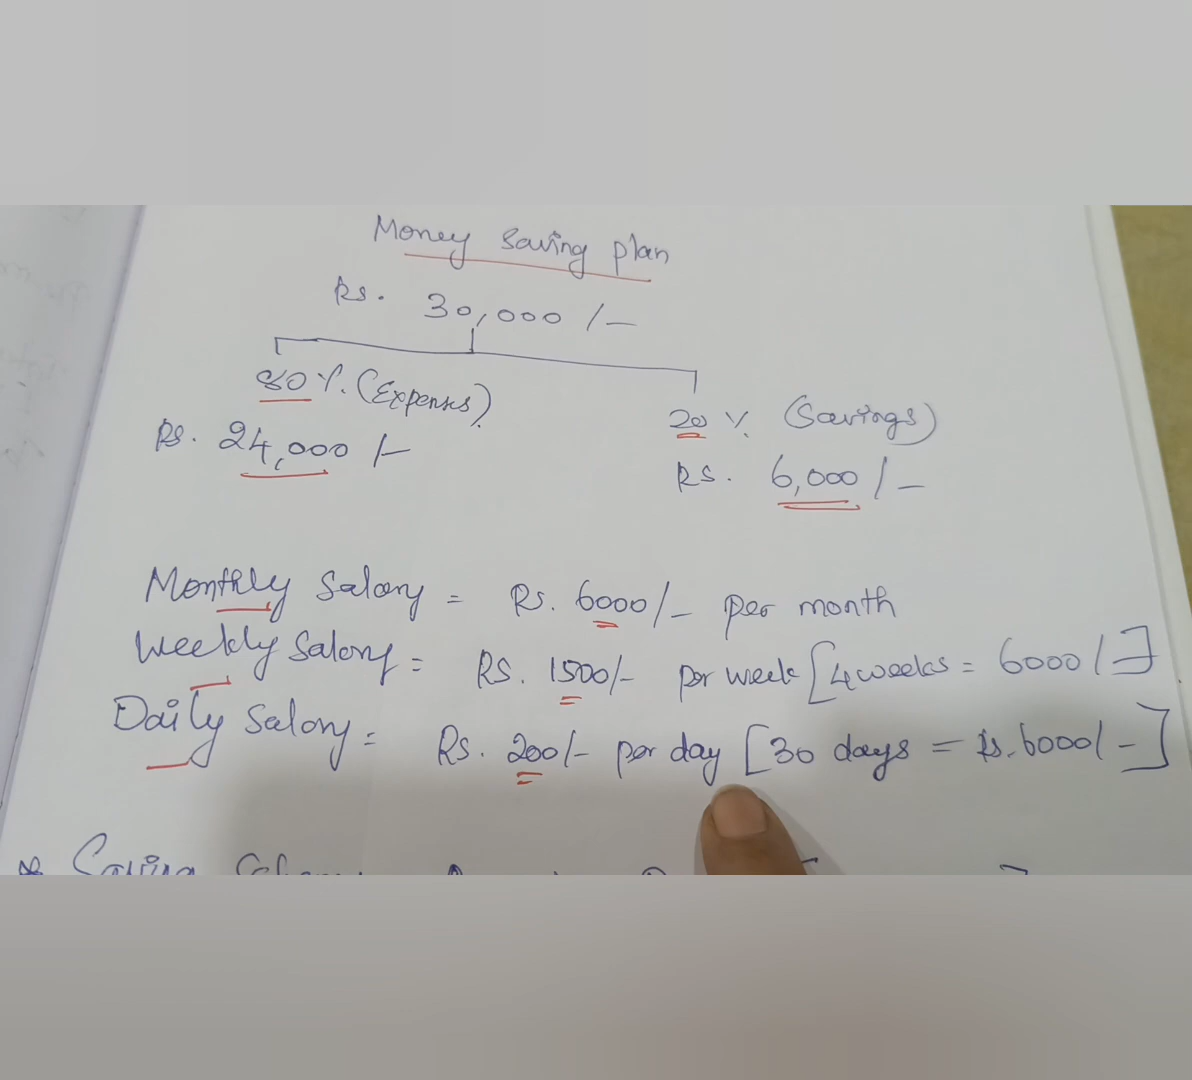 Money Saving plan
Rs. 30,000/-
80%. (Expenses)
Rs. 24,000/-
20% (Savings)
Rs. 6,000/-
Monthly Salary = Rs. 6000/- per month
Weekly Salary = RS. 1500/- per week [4 weeks = 6000/-]
Daily Salary = Rs. 200/- per day [30 days = Rs. 6000/-]
Saving